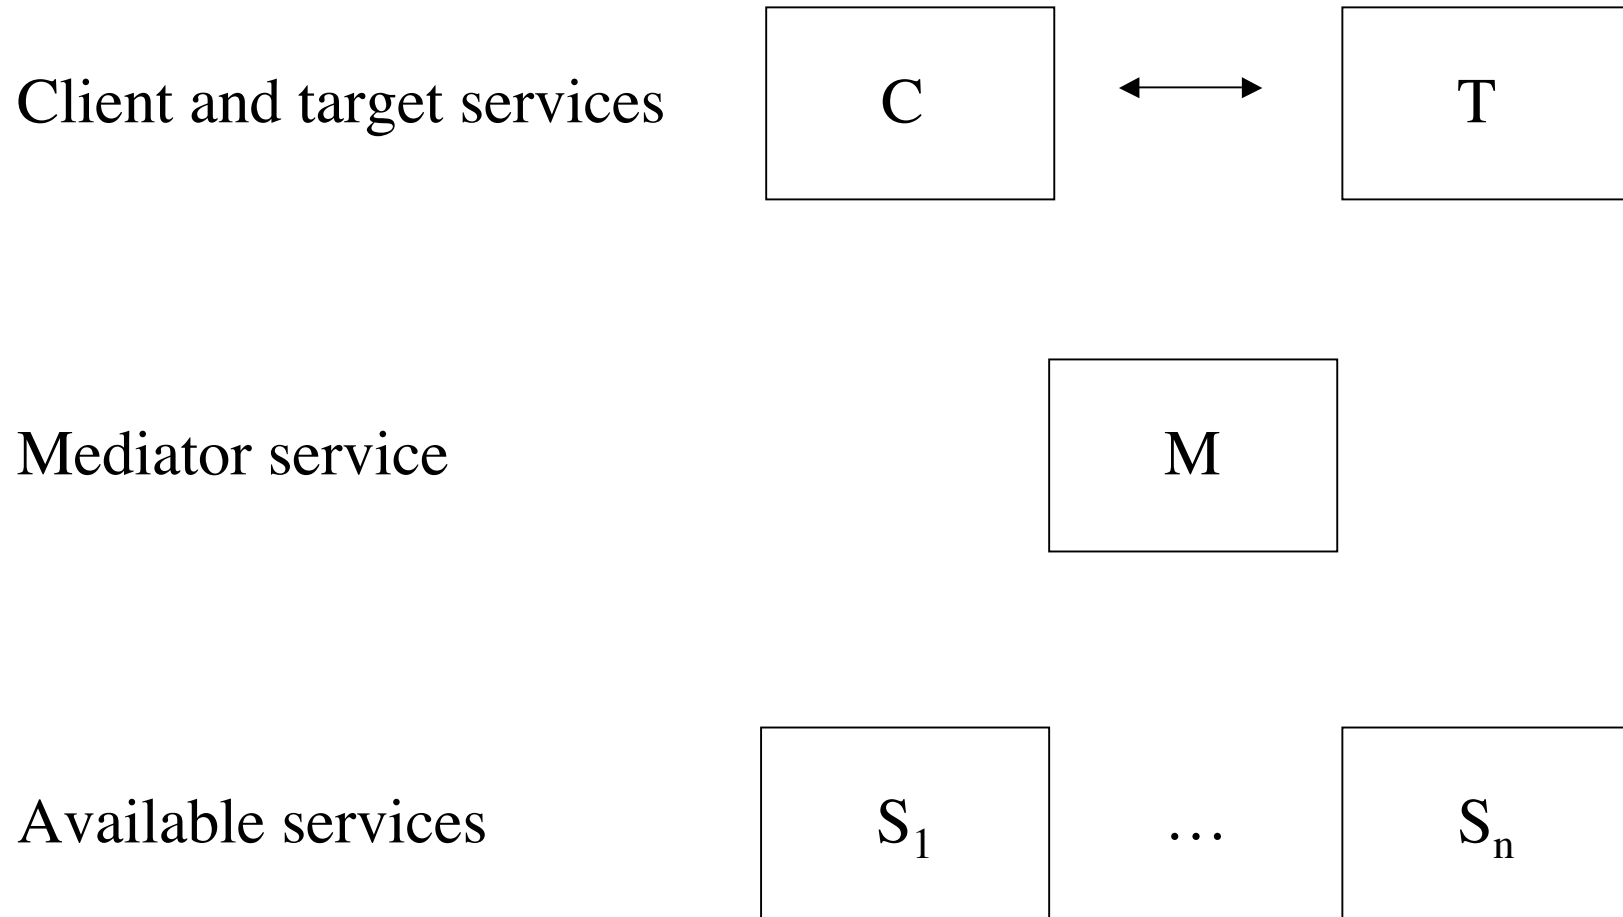 Client and target services C T
Mediator service M
Available services S₁ … Sₙ